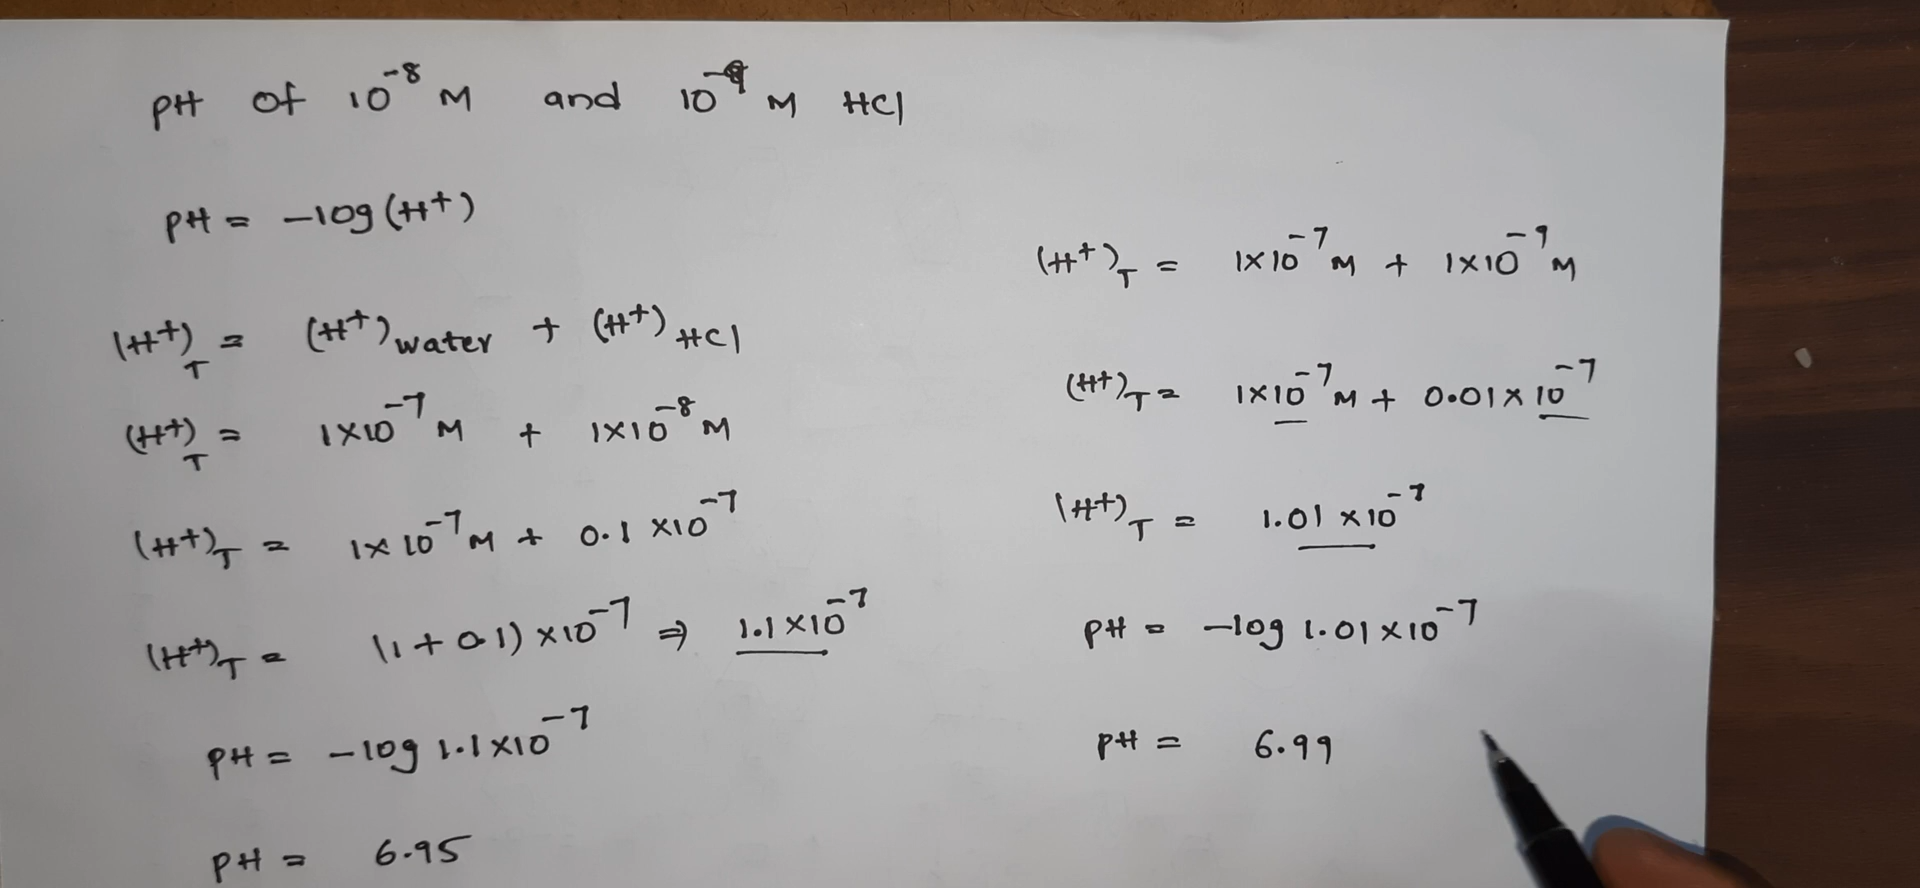 pH of 10⁻⁸ M and 10⁻⁹ M HCl
pH = -log(H⁺)
(H⁺)T = (H⁺)water + (H⁺)HCl
(H⁺)T = 1×10⁻⁷ M + 1×10⁻⁸ M
(H⁺)T = 1×10⁻⁷ M + 0.1×10⁻⁷
(H⁺)T = (1+0.1)×10⁻⁷ ⇒ 1.1×10⁻⁷
pH = -log 1.1×10⁻⁷
pH = 6.95
(H⁺)T = 1×10⁻⁷ M + 1×10⁻⁹ M
(H⁺)T = 1×10⁻⁷ M + 0.01×10⁻⁷
(H⁺)T = 1.01×10⁻⁷
pH = -log 1.01×10⁻⁷
pH = 6.99